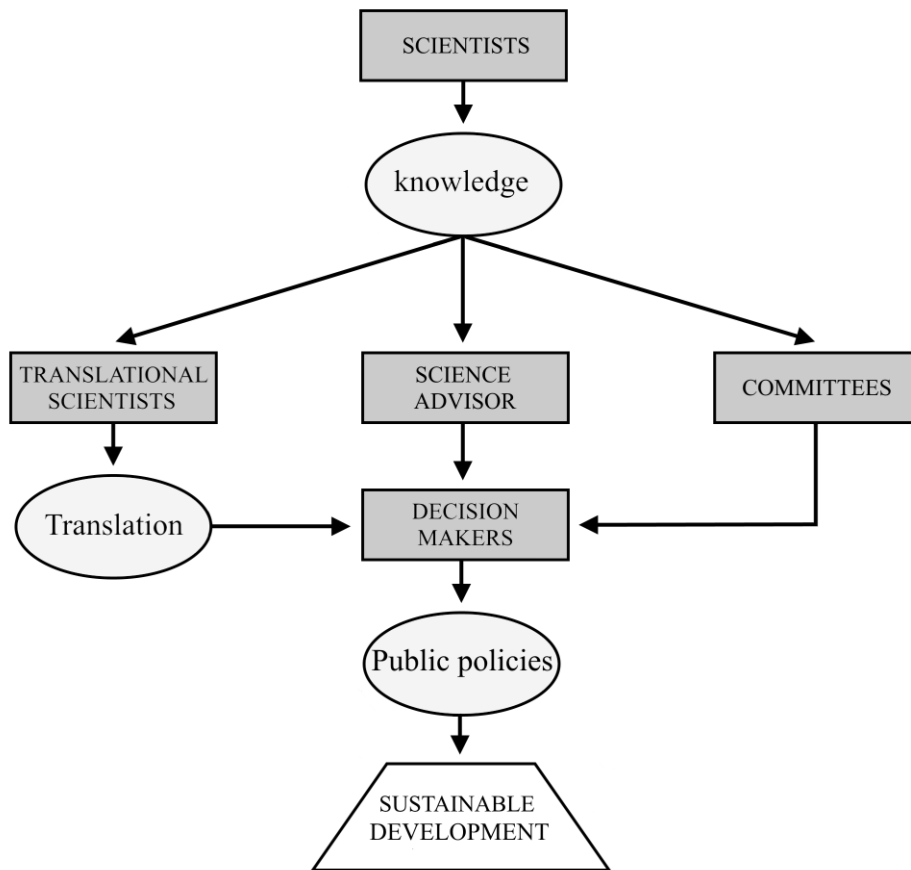 SCIENTISTS
knowledge
TRANSLATIONAL
SCIENTISTS
SCIENCE
ADVISOR
COMMITTEES
Translation
DECISION
MAKERS
Public policies
SUSTAINABLE
DEVELOPMENT